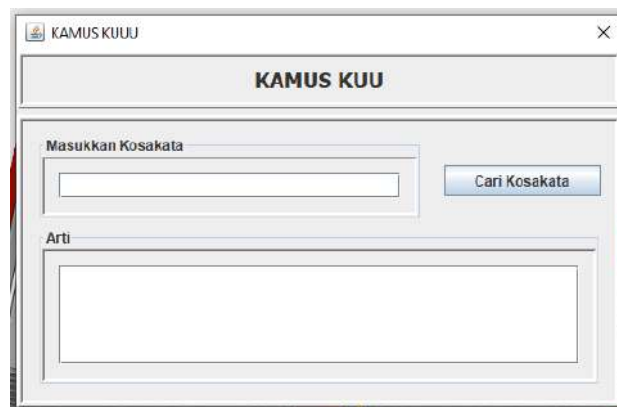 KAMUS KUUU
KAMUS KUU
Masukkan Kosakata
Cari Kosakata
Arti